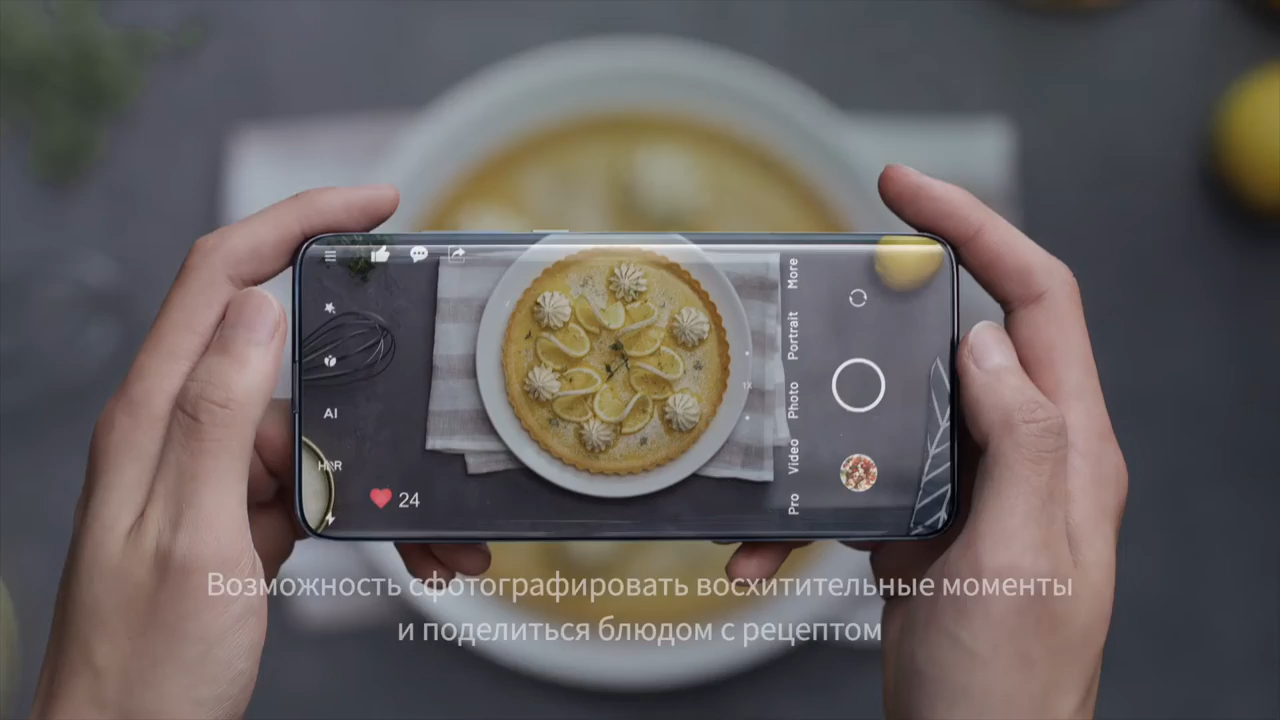 More
Portrait
Photo
Video
Pro
1X
AI
HDR
24
Возможность сфотографировать восхитительные моменты
и поделиться блюдом с рецептом